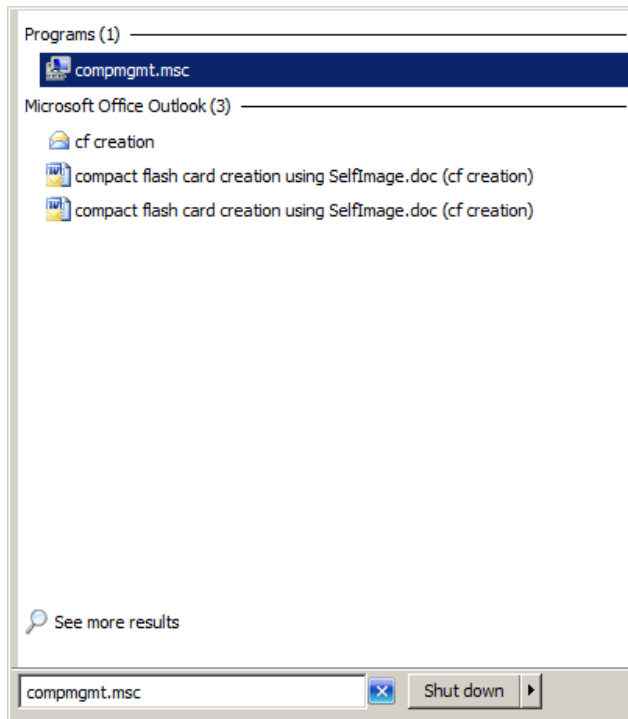 Programs (1)
compmgmt.msc
Microsoft Office Outlook (3)
cf creation
compact flash card creation using SelfImage.doc (cf creation)
compact flash card creation using SelfImage.doc (cf creation)
See more results
compmgmt.msc
Shut down